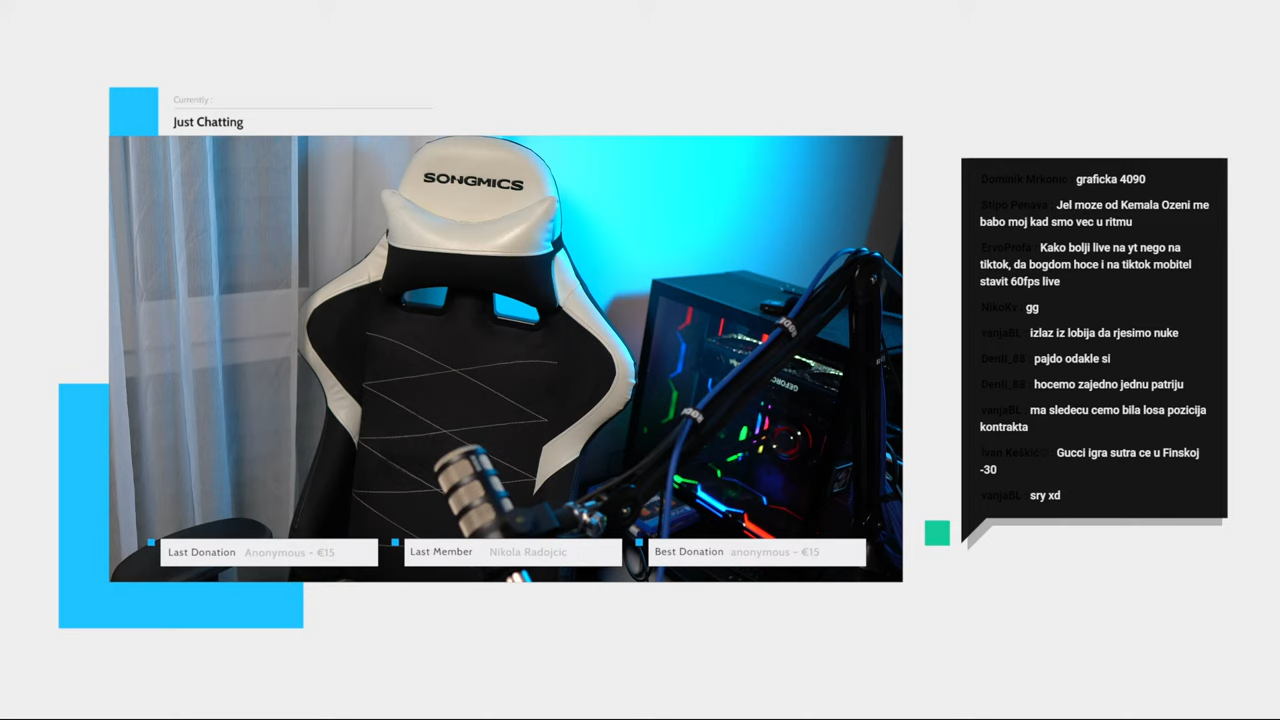 Currently :
Just Chatting
SONGMICS
GEFORCE
RODE
RODE
Last Donation Anonymous - €15
Last Member Nikola Radojcic
Best Donation anonymous - €15
Dominik Mrkonic : graficka 4090
Stipo Penava : Jel moze od Kemala Ozeni me
babo moj kad smo vec u ritmu
ErvoProfa : Kako bolji live na yt nego na
tiktok, da bogdom hoce i na tiktok mobitel
stavit 60fps live
NikoKv : gg
vanjaBL : izlaz iz lobija da rjesimo nuke
: pajdo odakle si
: hocemo zajedno jednu patriju
vanjaBL : ma sledecu cemo bila losa pozicija
kontrakta
Ivan Keškić : Gucci igra sutra ce u Finskoj
-30
vanjaBL : sry xd